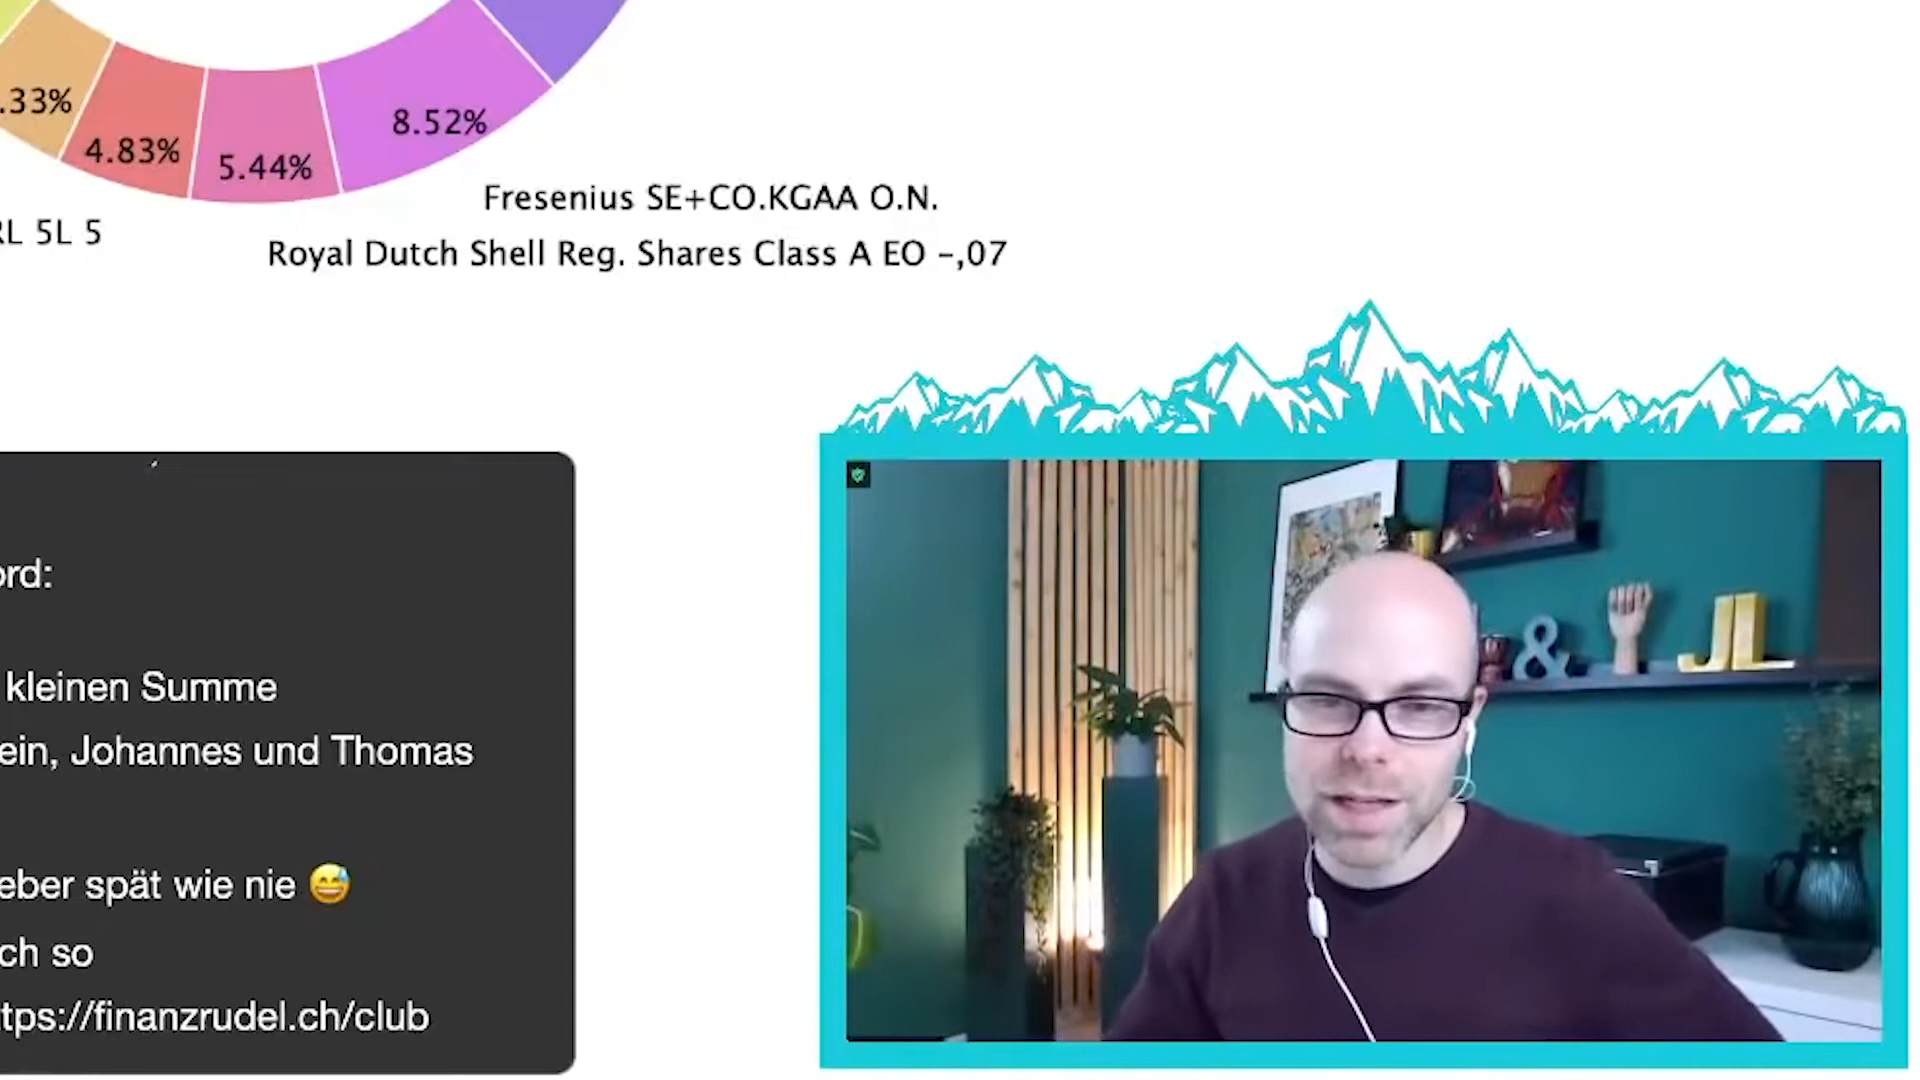 .33%
4.83%
5.44%
8.52%
Fresenius SE+CO.KGAA O.N.
RL 5L 5
Royal Dutch Shell Reg. Shares Class A EO -,07
ord:
kleinen Summe
ein, Johannes und Thomas
eber spät wie nie 😅
ch so
tps://finanzrudel.ch/club
&
JL